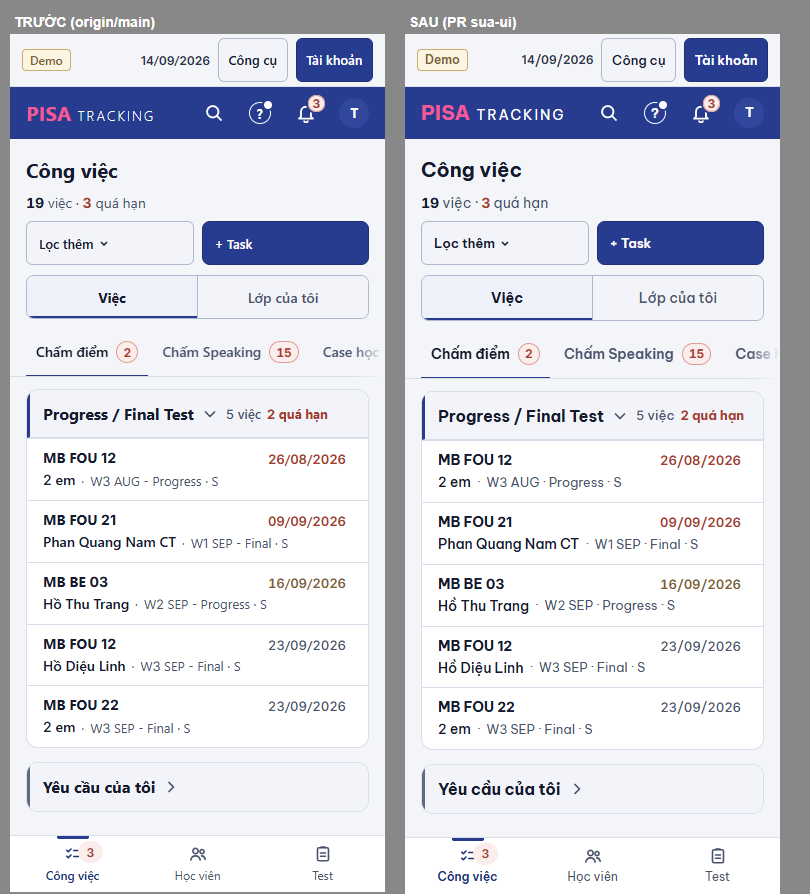 TRƯỚC (origin/main)
Demo
14/09/2026
Công cụ
Tài khoản
PISA TRACKING
?
3
T
Công việc
19 việc · 3 quá hạn
Lọc thêm
+ Task
Việc
Lớp của tôi
Chấm điểm 2
Chấm Speaking 15
Case học
Progress / Final Test
5 việc 2 quá hạn
MB FOU 12
26/08/2026
2 em · W3 AUG - Progress · S
MB FOU 21
09/09/2026
Phan Quang Nam CT · W1 SEP - Final · S
MB BE 03
16/09/2026
Hồ Thu Trang · W2 SEP - Progress · S
MB FOU 12
23/09/2026
Hồ Diệu Linh · W3 SEP - Final · S
MB FOU 22
23/09/2026
2 em · W3 SEP - Final · S
Yêu cầu của tôi
3
Công việc
Học viên
Test
SAU (PR sua-ui)
Demo
14/09/2026
Công cụ
Tài khoản
PISA TRACKING
?
3
T
Công việc
19 việc · 3 quá hạn
Lọc thêm
+ Task
Việc
Lớp của tôi
Chấm điểm 2
Chấm Speaking 15
Case
Progress / Final Test
5 việc 2 quá hạn
MB FOU 12
26/08/2026
2 em · W3 AUG · Progress · S
MB FOU 21
09/09/2026
Phan Quang Nam CT · W1 SEP · Final · S
MB BE 03
16/09/2026
Hồ Thu Trang · W2 SEP · Progress · S
MB FOU 12
23/09/2026
Hồ Diệu Linh · W3 SEP · Final · S
MB FOU 22
23/09/2026
2 em · W3 SEP · Final · S
Yêu cầu của tôi
3
Công việc
Học viên
Test